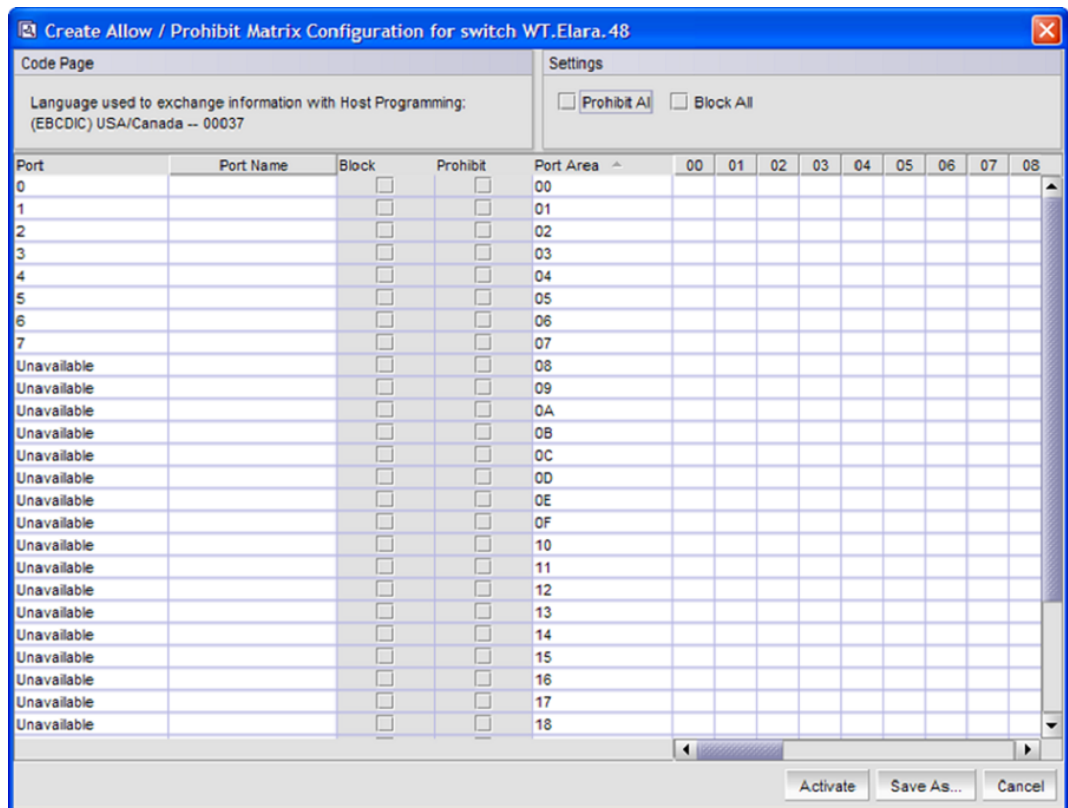 Create Allow / Prohibit Matrix Configuration for switch WT.Elara.48
Code Page
Language used to exchange information with Host Programming:
(EBCDIC) USA/Canada -- 00037
Settings
Prohibit All Block All
Port Port Name Block Prohibit Port Area 00 01 02 03 04 05 06 07 08
0 00
1 01
2 02
3 03
4 04
5 05
6 06
7 07
Unavailable 08
Unavailable 09
Unavailable 0A
Unavailable 0B
Unavailable 0C
Unavailable 0D
Unavailable 0E
Unavailable 0F
Unavailable 10
Unavailable 11
Unavailable 12
Unavailable 13
Unavailable 14
Unavailable 15
Unavailable 16
Unavailable 17
Unavailable 18
Activate Save As... Cancel